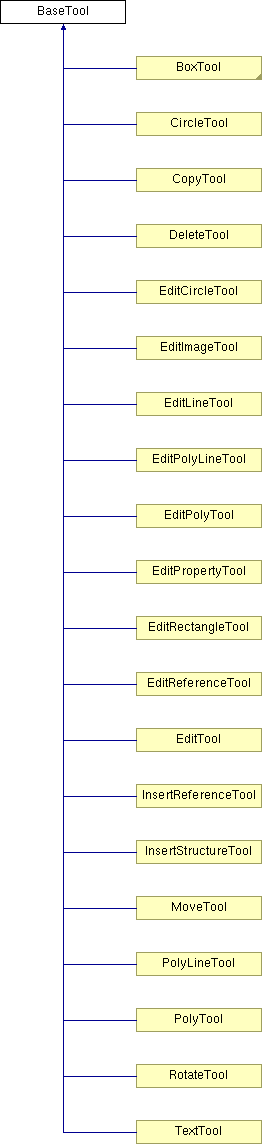 BaseTool
BoxTool
CircleTool
CopyTool
DeleteTool
EditCircleTool
EditImageTool
EditLineTool
EditPolyLineTool
EditPolyTool
EditPropertyTool
EditRectangleTool
EditReferenceTool
EditTool
InsertReferenceTool
InsertStructureTool
MoveTool
PolyLineTool
PolyTool
RotateTool
TextTool